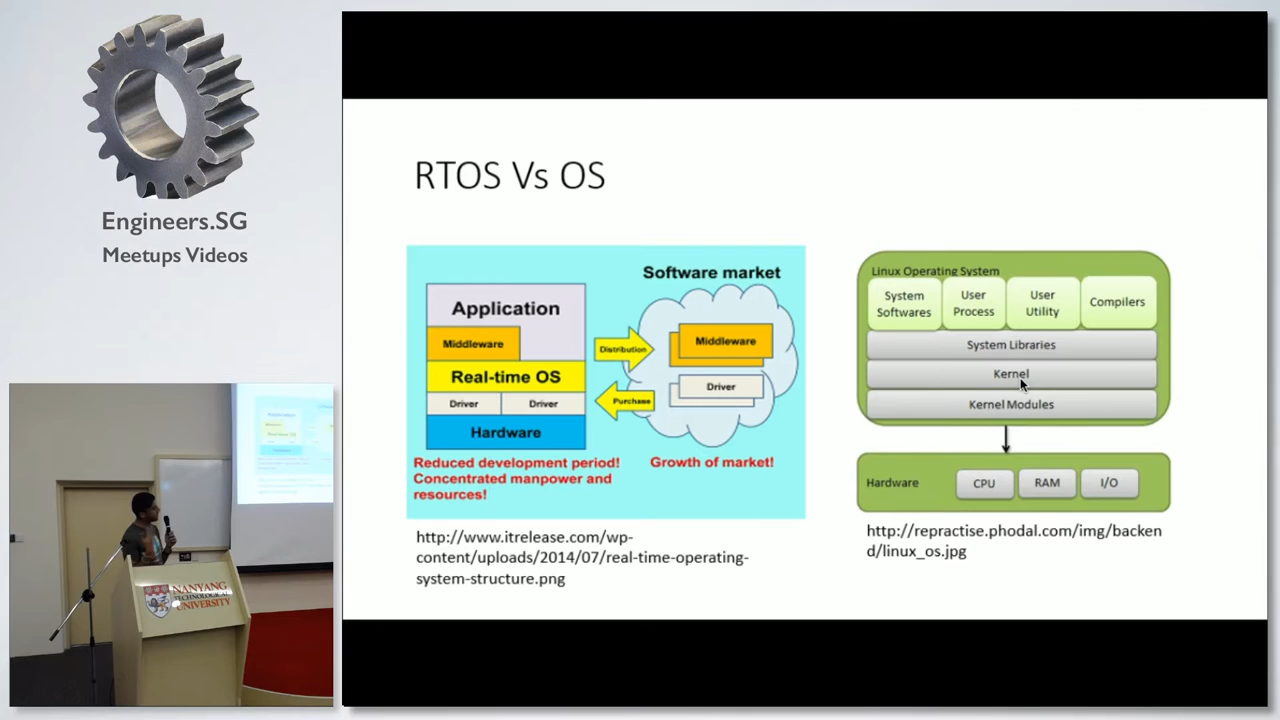 Engineers.SG
Meetups Videos
RTOS Vs OS
Software market
Application
Middleware
Real-time OS
Driver
Driver
Hardware
Distribution
Purchase
Middleware
Driver
Reduced development period!
Concentrated manpower and
resources!
Growth of market!
http://www.itrelease.com/wp-
content/uploads/2014/07/real-time-operating-
system-structure.png
Linux Operating System
System
Softwares
User
Process
User
Utility
Compilers
System Libraries
Kernel
Kernel Modules
Hardware
CPU
RAM
I/O
http://repractise.phodal.com/img/backen
d/linux_os.jpg
NANYANG
TECHNOLOGICAL
UNIVERSITY